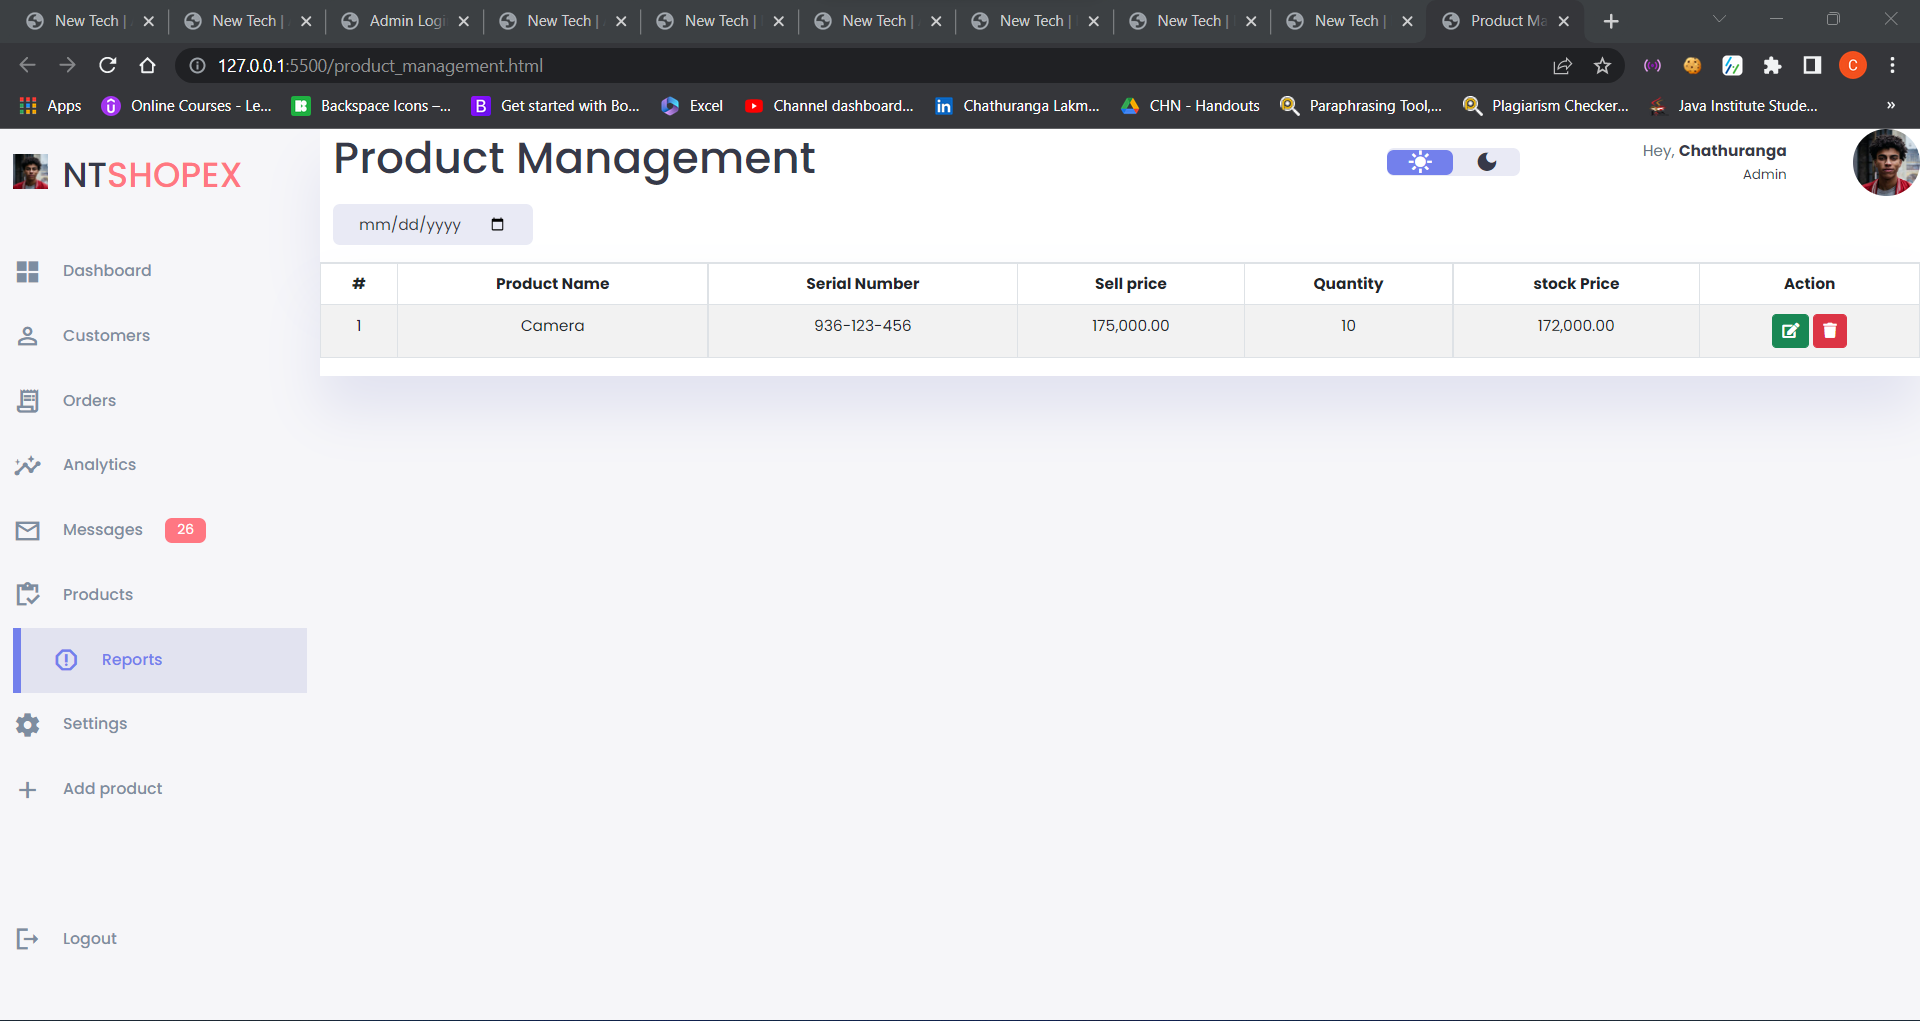 New Tech | New Tech | Admin Logi New Tech | New Tech | New Tech | New Tech | New Tech | New Tech | Product Ma
127.0.0.1:5500/product_management.html
Apps Online Courses - Le... Backspace Icons –... Get started with Bo... Excel Channel dashboard... Chathuranga Lakm... CHN - Handouts Paraphrasing Tool,... Plagiarism Checker... Java Institute Stude... »
NTSHOPEX
Dashboard
Customers
Orders
Analytics
Messages 26
Products
Reports
Settings
Add product
Logout
Product Management
Hey, Chathuranga
Admin
C
mm/dd/yyyy
# Product Name Serial Number Sell price Quantity stock Price Action
1 Camera 936-123-456 175,000.00 10 172,000.00